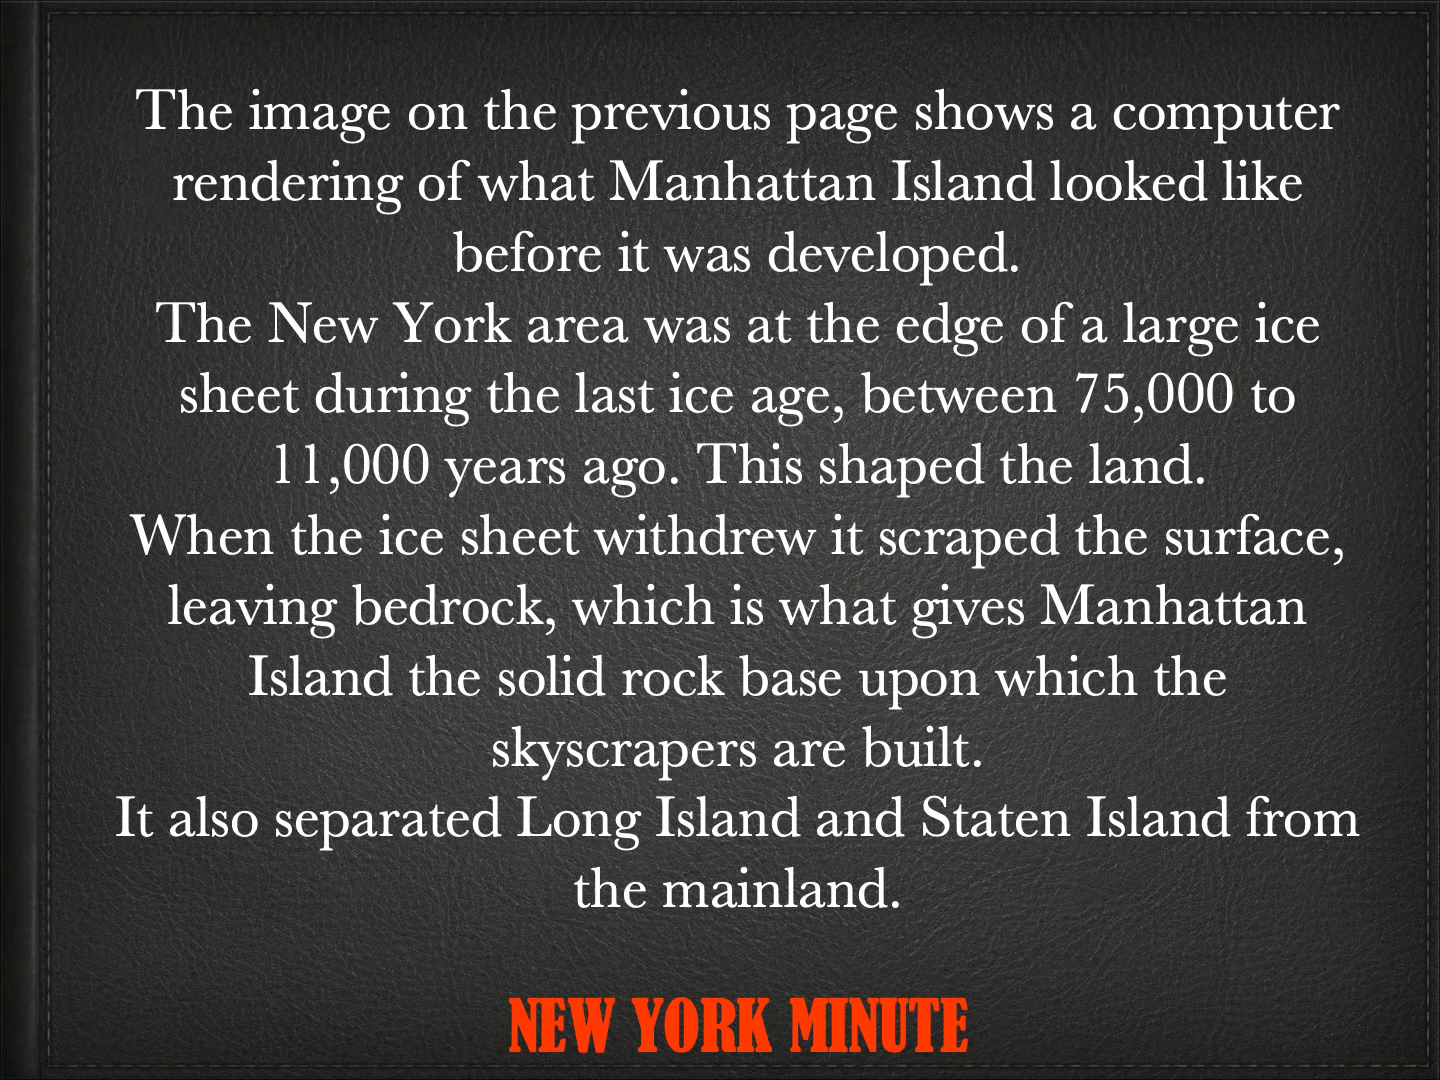 The image on the previous page shows a computer
rendering of what Manhattan Island looked like
before it was developed.
The New York area was at the edge of a large ice
sheet during the last ice age, between 75,000 to
11,000 years ago. This shaped the land.
When the ice sheet withdrew it scraped the surface,
leaving bedrock, which is what gives Manhattan
Island the solid rock base upon which the
skyscrapers are built.
It also separated Long Island and Staten Island from
the mainland.
NEW YORK MINUTE